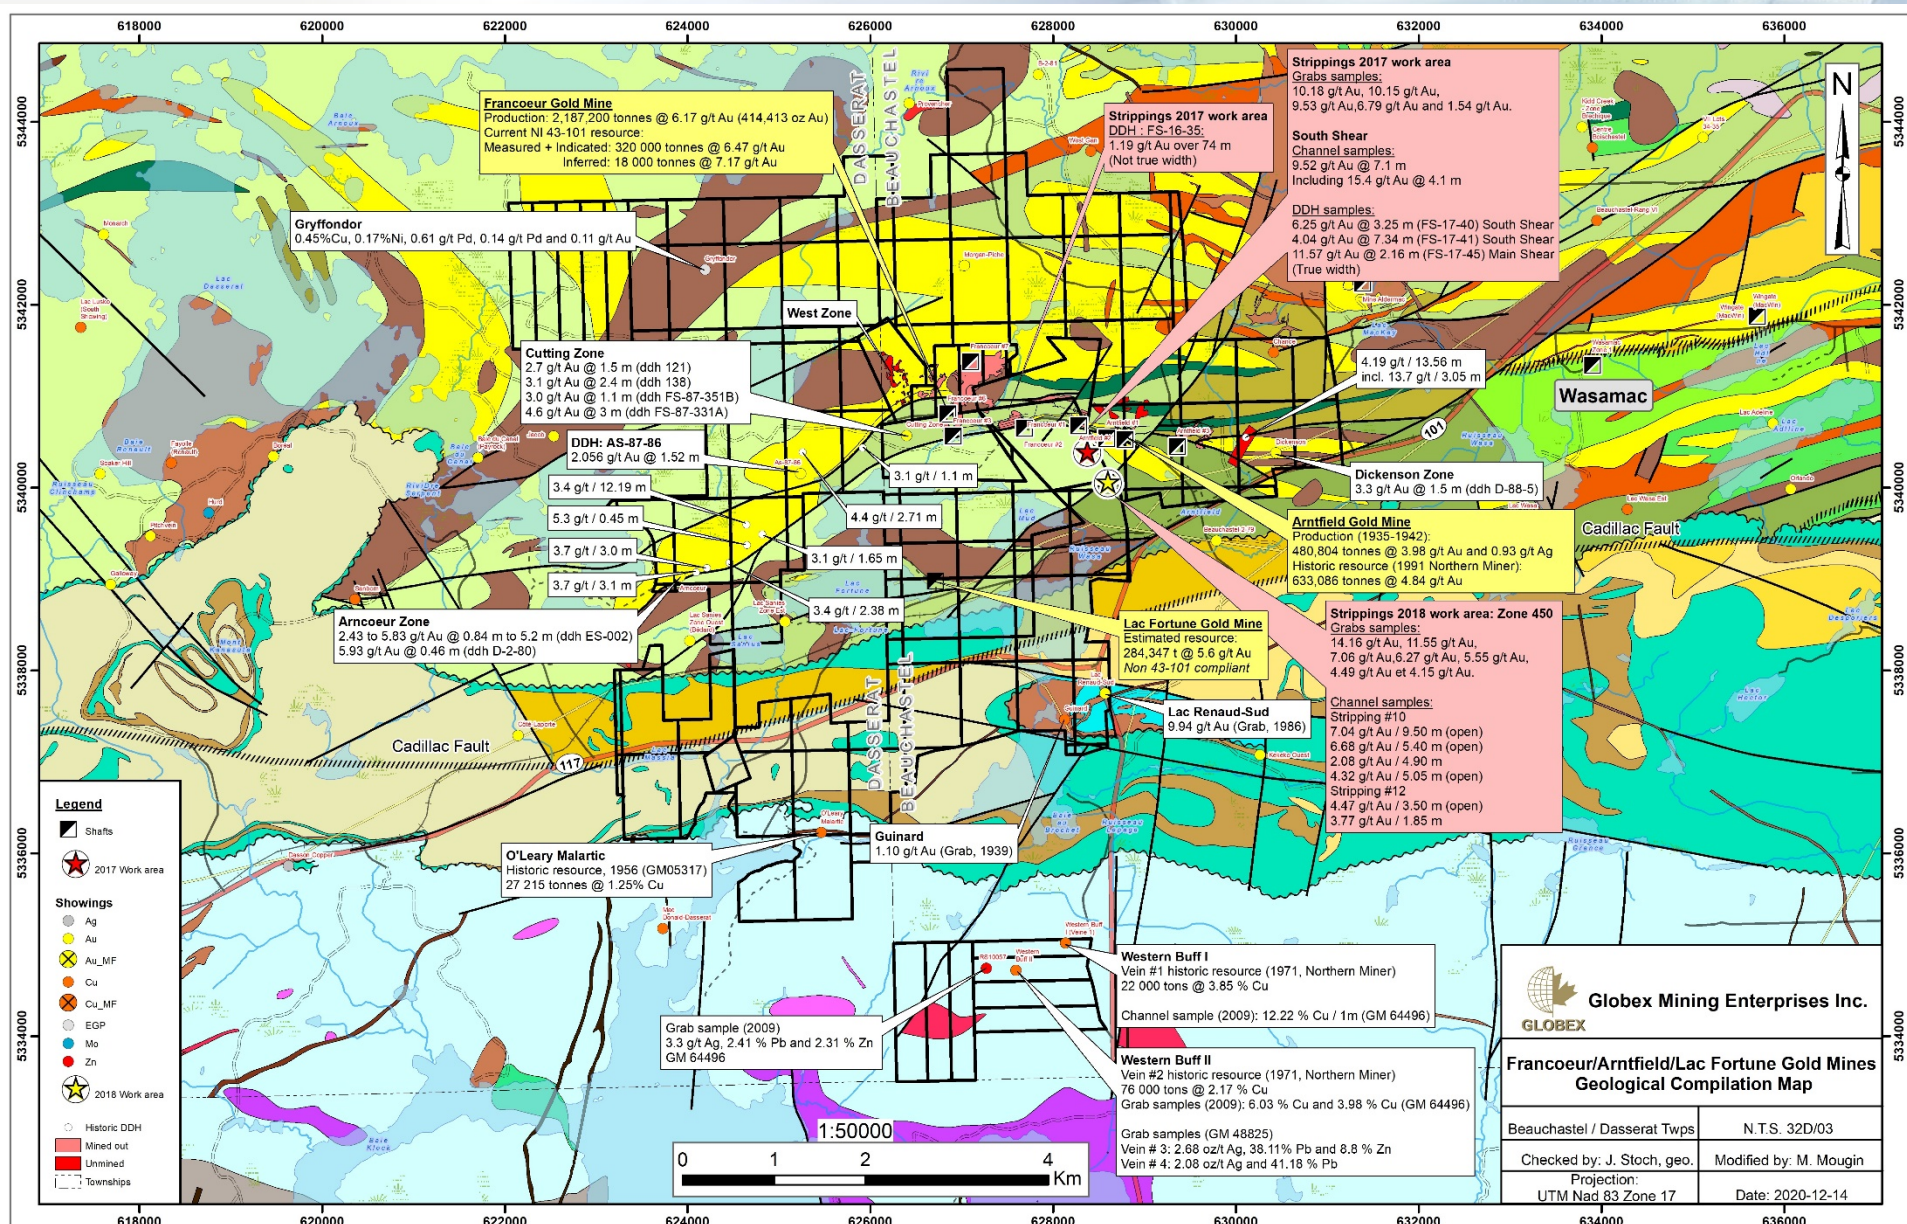 618000
620000
622000
624000
626000
628000
630000
632000
634000
636000
5344000
5342000
5340000
5338000
5336000
5334000
5344000
5342000
5340000
5338000
5336000
5334000
618000
620000
622000
624000
626000
628000
630000
632000
634000
636000
N
DASSERAT
BEAUCHASTEL
DASSERAT
BEAUCHASTEL
Francoeur Gold Mine
Production: 2,187,200 tonnes @ 6.17 g/t Au (414,413 oz Au)
Current NI 43-101 resource:
Measured + Indicated: 320 000 tonnes @ 6.47 g/t Au
Inferred: 18 000 tonnes @ 7.17 g/t Au
Strippings 2017 work area
DDH : FS-16-35:
1.19 g/t Au over 74 m
(Not true width)
Strippings 2017 work area
Grabs samples:
10.18 g/t Au, 10.15 g/t Au,
9.53 g/t Au,6.79 g/t Au and 1.54 g/t Au.
South Shear
Channel samples:
9.52 g/t Au @ 7.1 m
Including 15.4 g/t Au @ 4.1 m
DDH samples:
6.25 g/t Au @ 3.25 m (FS-17-40) South Shear
4.04 g/t Au @ 7.34 m (FS-17-41) South Shear
11.57 g/t Au @ 2.16 m (FS-17-45) Main Shear
(True width)
Gryffondor
0.45%Cu, 0.17%Ni, 0.61 g/t Pd, 0.14 g/t Pd and 0.11 g/t Au
West Zone
Cutting Zone
2.7 g/t Au @ 1.5 m (ddh 121)
3.1 g/t Au @ 2.4 m (ddh 138)
3.0 g/t Au @ 1.1 m (ddh FS-87-351B)
4.6 g/t Au @ 3 m (ddh FS-87-331A)
4.19 g/t / 13.56 m
incl. 13.7 g/t / 3.05 m
Wasamac
101
DDH: AS-87-86
2.056 g/t Au @ 1.52 m
3.1 g/t / 1.1 m
Dickenson Zone
3.3 g/t Au @ 1.5 m (ddh D-88-5)
3.4 g/t / 12.19 m
4.4 g/t / 2.71 m
5.3 g/t / 0.45 m
3.7 g/t / 3.0 m
3.1 g/t / 1.65 m
3.7 g/t / 3.1 m
3.4 g/t / 2.38 m
Arntfield Gold Mine
Production (1935-1942):
480,804 tonnes @ 3.98 g/t Au and 0.93 g/t Ag
Historic resource (1991 Northern Miner):
633,086 tonnes @ 4.84 g/t Au
Cadillac Fault
Arncoeur Zone
2.43 to 5.83 g/t Au @ 0.84 m to 5.2 m (ddh ES-002)
5.93 g/t Au @ 0.46 m (ddh D-2-80)
Lac Fortune Gold Mine
Estimated resource:
284,347 t @ 5.6 g/t Au
Non 43-101 compliant
Strippings 2018 work area: Zone 450
Grabs samples:
14.16 g/t Au, 11.55 g/t Au,
7.06 g/t Au,6.27 g/t Au, 5.55 g/t Au,
4.49 g/t Au et 4.15 g/t Au.
Channel samples:
Stripping #10
7.04 g/t Au / 9.50 m (open)
6.68 g/t Au / 5.40 m (open)
2.08 g/t Au / 4.90 m
4.32 g/t Au / 5.05 m (open)
Stripping #12
4.47 g/t Au / 3.50 m (open)
3.77 g/t Au / 1.85 m
Lac Renaud-Sud
9.94 g/t Au (Grab, 1986)
Cadillac Fault
117
Guinard
1.10 g/t Au (Grab, 1939)
O'Leary Malartic
Historic resource, 1956 (GM05317)
27 215 tonnes @ 1.25% Cu
Grab sample (2009)
3.3 g/t Ag, 2.41 % Pb and 2.31 % Zn
GM 64496
Western Buff I
Vein #1 historic resource (1971, Northern Miner)
22 000 tons @ 3.85 % Cu
Channel sample (2009): 12.22 % Cu / 1m (GM 64496)
Western Buff II
Vein #2 historic resource (1971, Northern Miner)
76 000 tons @ 2.17 % Cu
Grab samples (2009): 6.03 % Cu and 3.98 % Cu (GM 64496)
Grab samples (GM 48825)
Vein # 3: 2.68 oz/t Ag, 38.11% Pb and 8.8 % Zn
Vein # 4: 2.08 oz/t Ag and 41.18 % Pb
Legend
Shafts
2017 Work area
Showings
Ag
Au
Au_MF
Cu
Cu_MF
EGP
Mo
Zn
2018 Work area
Historic DDH
Mined out
Unmined
Townships
1:50000
0
1
2
4
Km
GLOBEX
Globex Mining Enterprises Inc.
Francoeur/Arntfield/Lac Fortune Gold Mines
Geological Compilation Map
Beauchastel / Dasserat Twps
N.T.S. 32D/03
Checked by: J. Stoch, geo.
Modified by: M. Mougin
Projection:
UTM Nad 83 Zone 17
Date: 2020-12-14